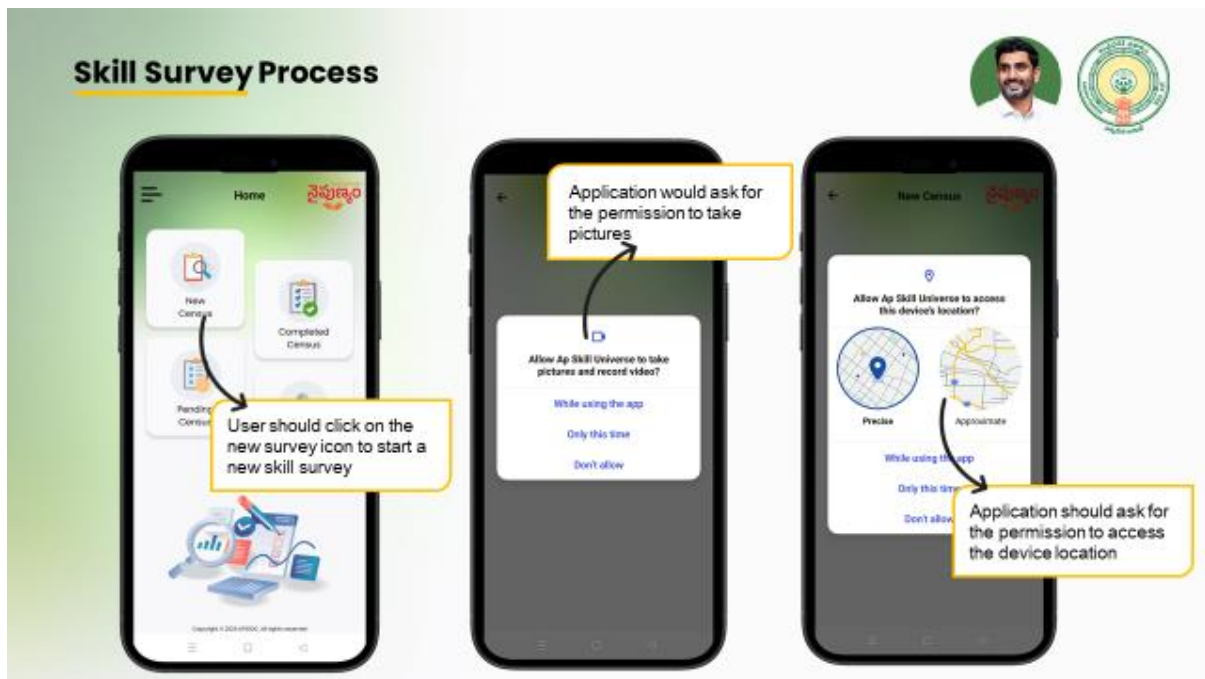 Skill Survey Process
Home
నైపుణ్యం
New
Census
Completed
Census
Pending
Census
User should click on the
new survey icon to start a
new skill survey
Application would ask for
the permission to take
pictures
Allow Ap Skill Universe to take
pictures and record video?
While using the app
Only this time
Don't allow
New Census
నైపుణ్యం
Allow Ap Skill Universe to access
this device's location?
Precise
Approximate
While using the app
Only this time
Don't allow
Application should ask for
the permission to access
the device location